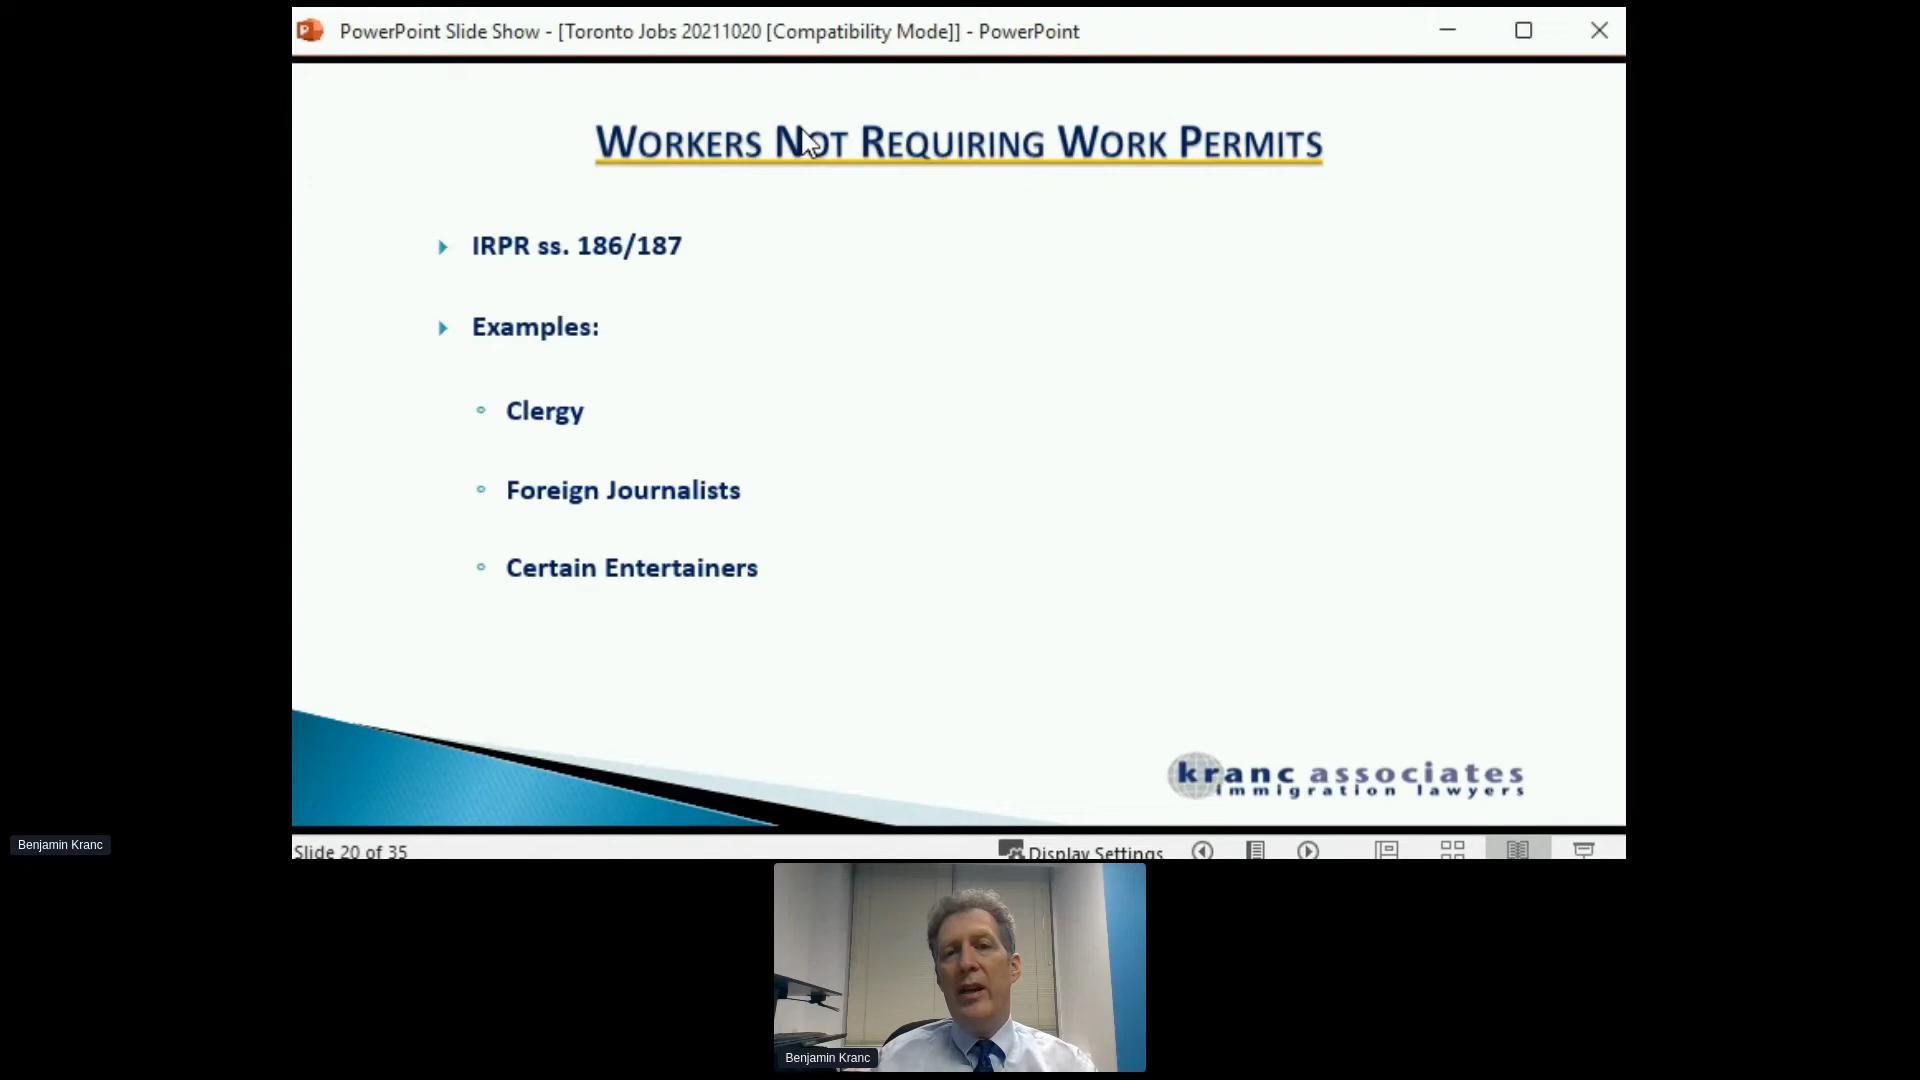 PowerPoint Slide Show - [Toronto Jobs 20211020 [Compatibility Mode]] - PowerPoint
WORKERS NOT REQUIRING WORK PERMITS
IRPR ss. 186/187
Examples:
Clergy
Foreign Journalists
Certain Entertainers
kranc associates
immigration lawyers
Slide 20 of 35
Display Settings
Benjamin Kranc
Benjamin Kranc